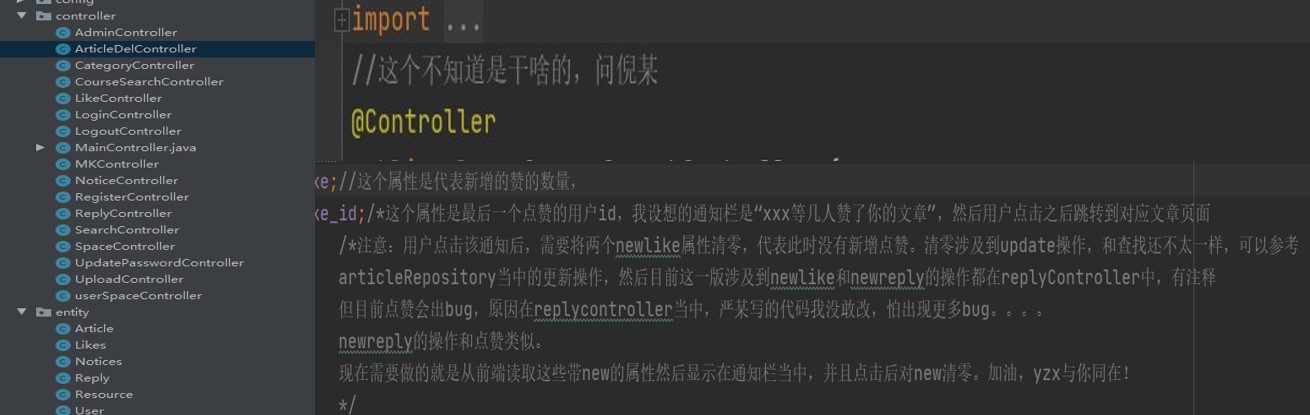 config
controller
AdminController
ArticleDelController
CategoryController
CourseSearchController
LikeController
LoginController
LogoutController
MainController.java
MKController
NoticeController
RegisterController
ReplyController
SearchController
SpaceController
UpdatePasswordController
UploadController
userSpaceController
entity
Article
Likes
Notices
Reply
Resource
User
import ...
//这个不知道是干啥的，问倪某
@Controller
ke;//这个属性是代表新增的赞的数量，
ke_id;/*这个属性是最后一个点赞的用户id，我设想的通知栏是“xxx等几人赞了你的文章”，然后用户点击之后跳转到对应文章页面
/*注意：用户点击该通知后，需要将两个newlike属性清零，代表此时没有新增点赞。清零涉及到update操作，和查找还不太一样，可以参考
articleRepository当中的更新操作，然后目前这一版涉及到newlike和newreply的操作都在replyController中，有注释
但目前点赞会出bug，原因在replycontroller当中，严某写的代码我没敢改，怕出现更多bug。。。。
newreply的操作和点赞类似。
现在需要做的就是从前端读取这些带new的属性然后显示在通知栏当中，并且点击后对new清零。加油，yzx与你同在！
*/